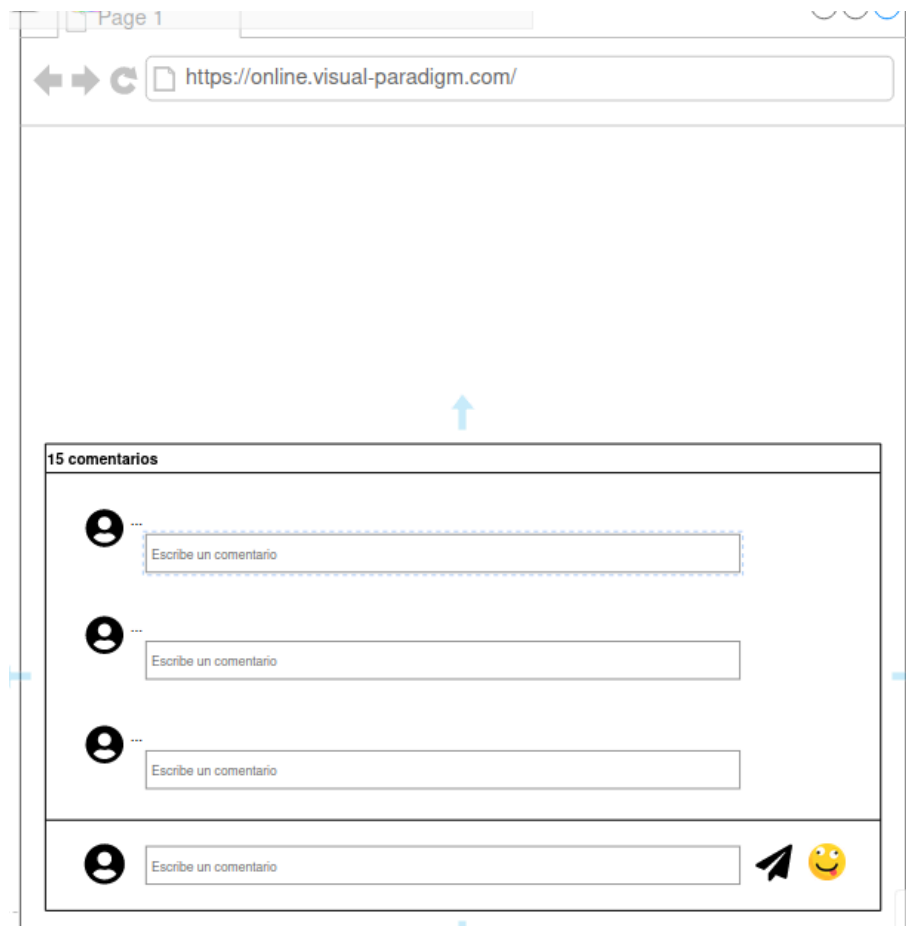 Page 1
https://online.visual-paradigm.com/
15 comentarios
...
Escribe un comentario
...
Escribe un comentario
...
Escribe un comentario
Escribe un comentario